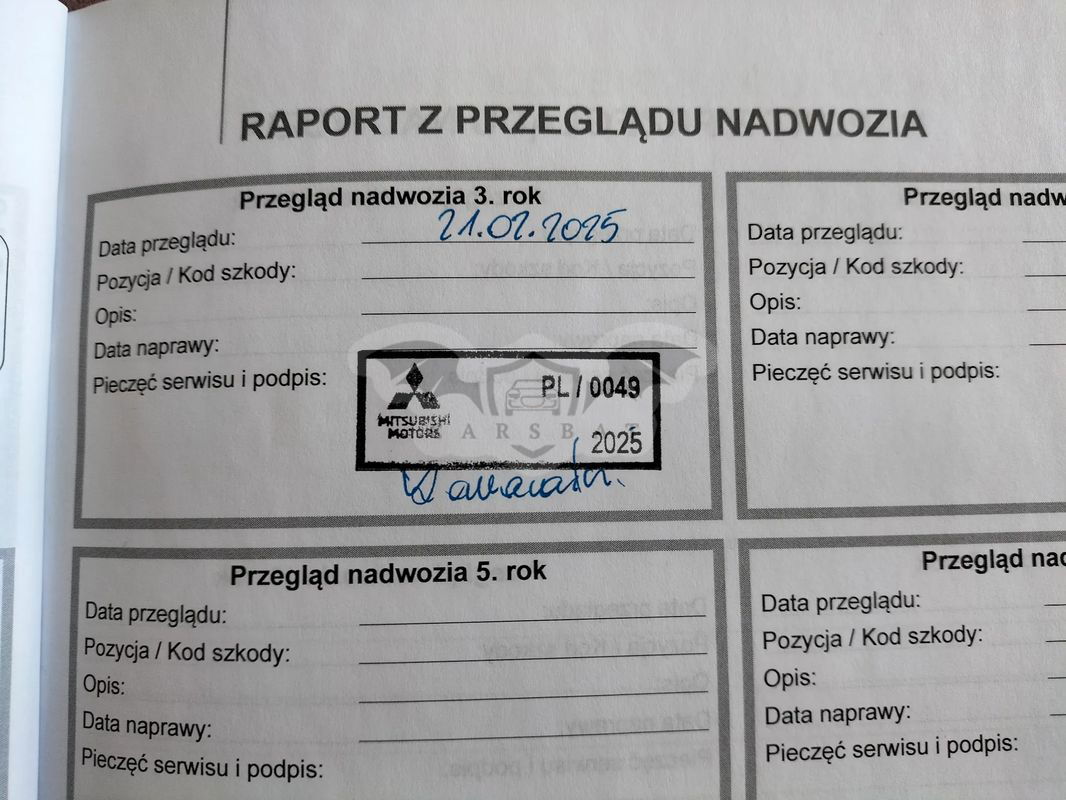 RAPORT Z PRZEGLĄDU NADWOZIA
Przegląd nadwozia 3. rok
Data przeglądu: 21.02.2025
Pozycja / Kod szkody:
Opis:
Data naprawy:
Pieczęć serwisu i podpis:
MITSUBISHI
MOTORS
PL / 0049
2025
ARSBA
Przegląd
Data przeglądu:
Pozycja / Kod szkody:
Opis:
Data naprawy:
Pieczęć serwisu i podpis:
Przegląd nadwozia 5. rok
Data przeglądu:
Pozycja / Kod szkody:
Opis:
Data naprawy:
Pieczęć serwisu i podpis:
Przegląd
Data przeglądu:
Pozycja / Kod szkody:
Opis:
Data naprawy:
Pieczęć serwisu i podpis: